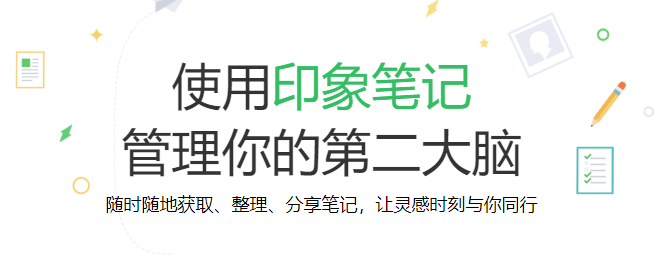 使用印象笔记
管理你的第二大脑
随时随地获取、整理、分享笔记，让灵感时刻与你同行